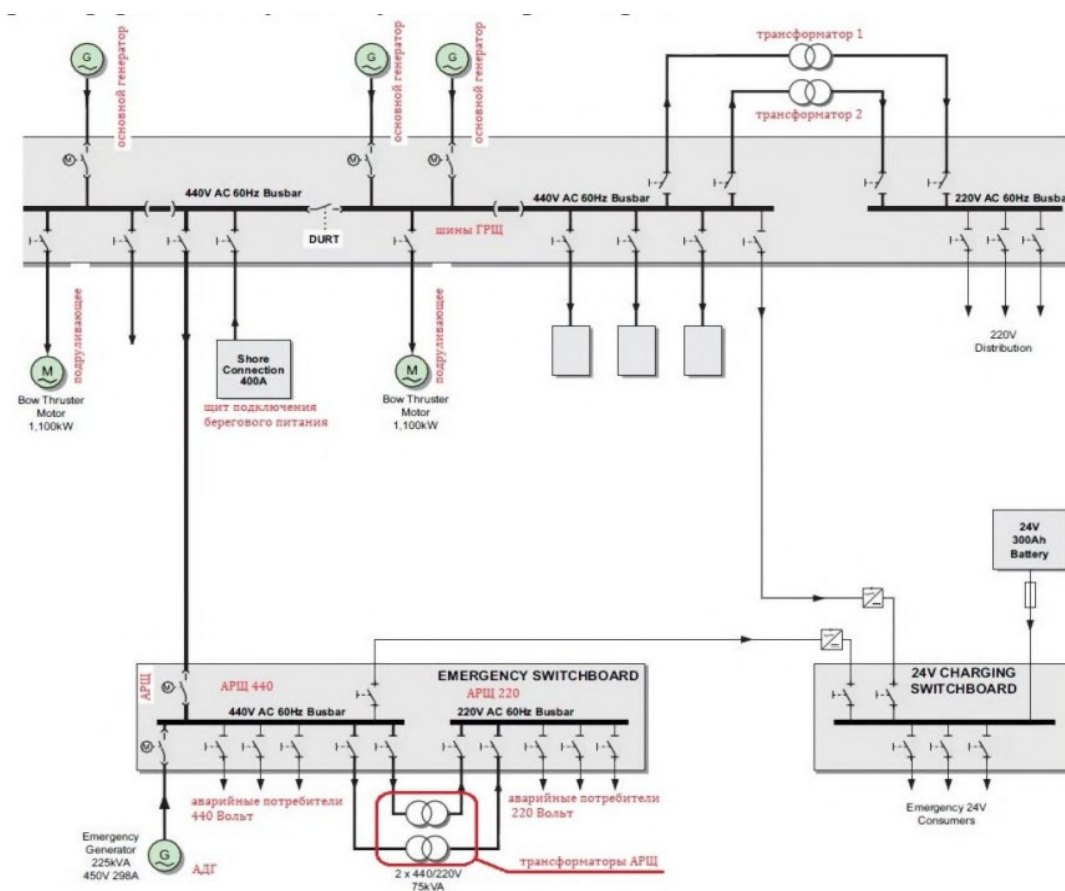 G
основной генератор
G
основной генератор
G
основной генератор
трансформатор 1
трансформатор 2
M
M
M
440V AC 60Hz Busbar
DURT
440V AC 60Hz Busbar
220V AC 60Hz Busba
шины ГРЩ
подруливающее
M
Bow Thruster
Motor
1,100kW
Shore
Connection
400A
щит подключения
берегового питания
подруливающее
M
Bow Thruster
Motor
1,100kW
220V
Distribution
24V
300Ah
Battery
АРЩ
M
АРЩ 440
EMERGENCY SWITCHBOARD
АРЩ 220
440V AC 60Hz Busbar
220V AC 60Hz Busbar
M
24V CHARGING
SWITCHBOARD
аварийные потребители
440 Вольт
аварийные потребители
220 Вольт
Emergency 24V
Consumers
Emergency
Generator
225kVA
450V 298A
G
АДГ
2 x 440/220V
75kVA
трансформаторы АРЩ